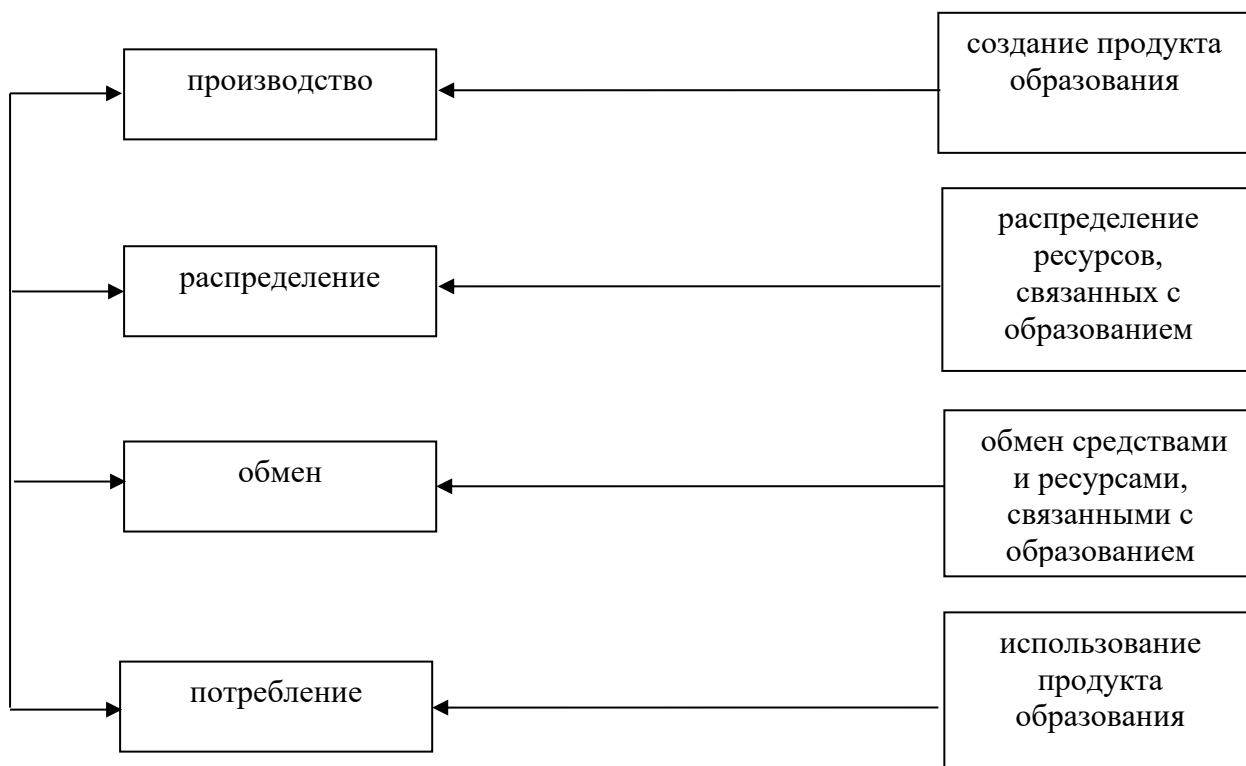 производство
создание продукта
образования
распределение
распределение
ресурсов,
связанных с
образованием
обмен
обмен средствами
и ресурсами,
связанными с
образованием
потребление
использование
продукта
образования